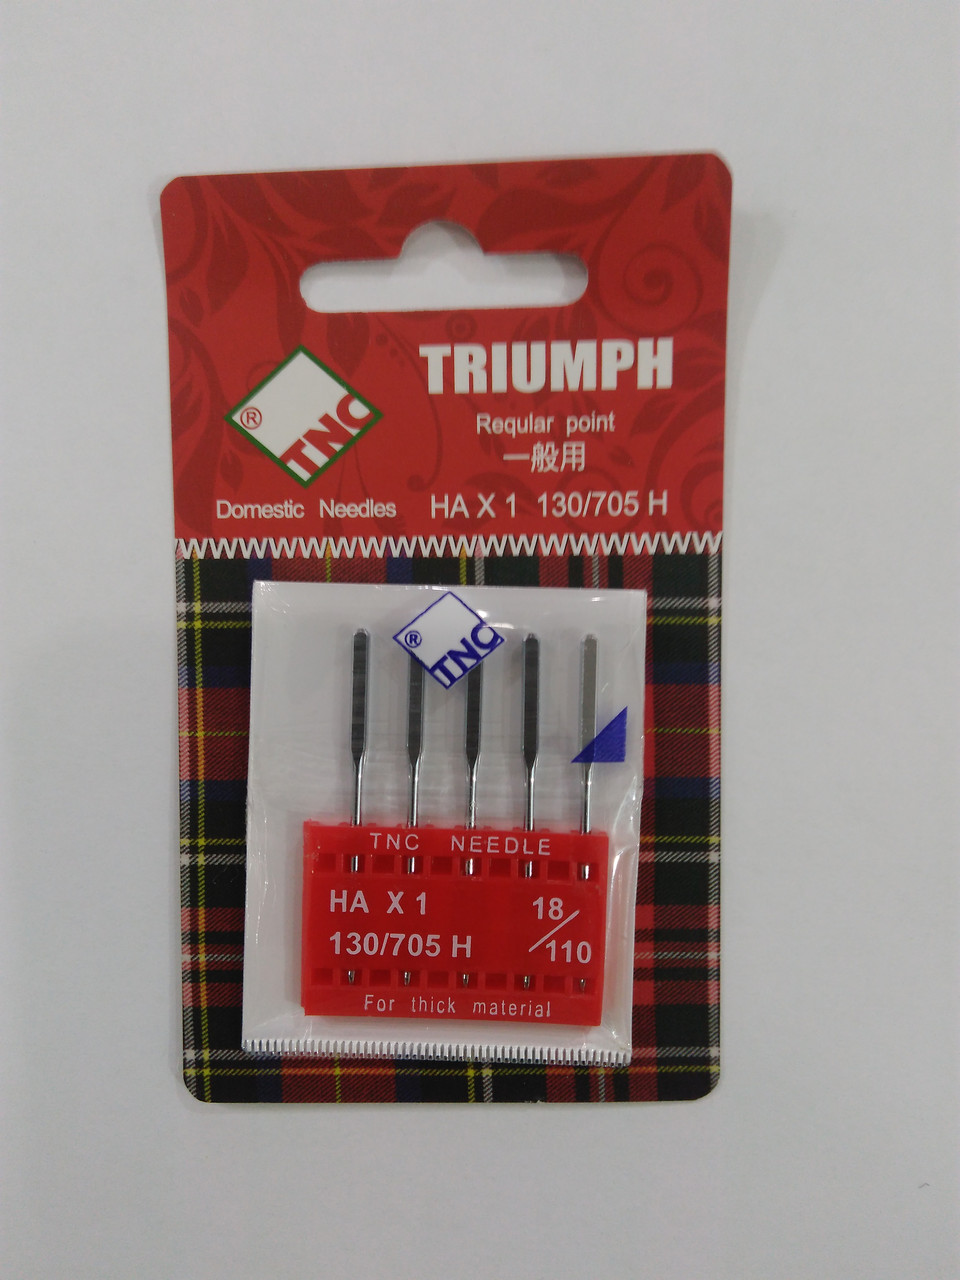 TRIUMPH
® TNC
Reqular point
一般用
Domestic Needles
HA X 1 130/705 H
® TNC
TNC NEEDLE
HA X 1
18/110
130/705 H
For thick material